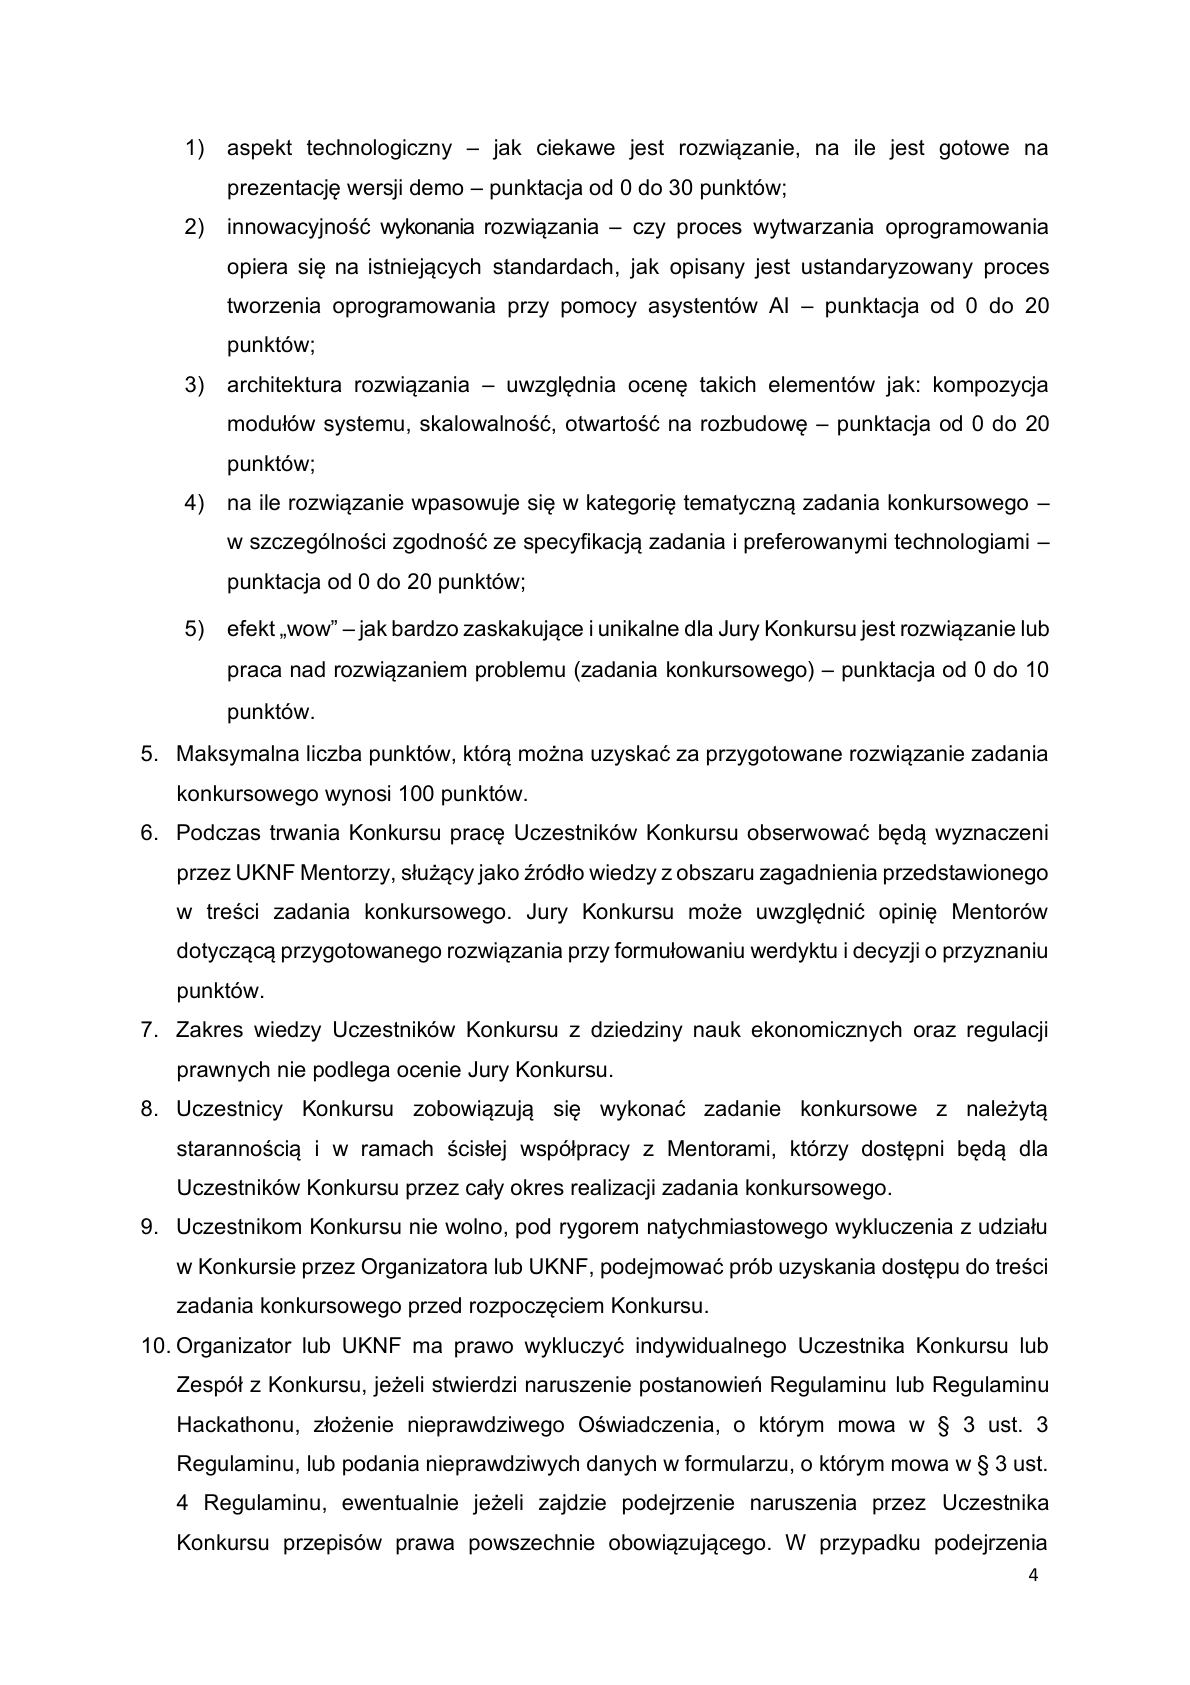 1) aspekt technologiczny – jak ciekawe jest rozwiązanie, na ile jest gotowe na
prezentację wersji demo – punktacja od 0 do 30 punktów;
2) innowacyjność wykonania rozwiązania – czy proces wytwarzania oprogramowania
opiera się na istniejących standardach, jak opisany jest ustandaryzowany proces
tworzenia oprogramowania przy pomocy asystentów AI – punktacja od 0 do 20
punktów;
3) architektura rozwiązania – uwzględnia ocenę takich elementów jak: kompozycja
modułów systemu, skalowalność, otwartość na rozbudowę – punktacja od 0 do 20
punktów;
4) na ile rozwiązanie wpasowuje się w kategorię tematyczną zadania konkursowego –
w szczególności zgodność ze specyfikacją zadania i preferowanymi technologiami –
punktacja od 0 do 20 punktów;
5) efekt „wow” – jak bardzo zaskakujące i unikalne dla Jury Konkursu jest rozwiązanie lub
praca nad rozwiązaniem problemu (zadania konkursowego) – punktacja od 0 do 10
punktów.
5. Maksymalna liczba punktów, którą można uzyskać za przygotowane rozwiązanie zadania
konkursowego wynosi 100 punktów.
6. Podczas trwania Konkursu pracę Uczestników Konkursu obserwować będą wyznaczeni
przez UKNF Mentorzy, służący jako źródło wiedzy z obszaru zagadnienia przedstawionego
w treści zadania konkursowego. Jury Konkursu może uwzględnić opinię Mentorów
dotyczącą przygotowanego rozwiązania przy formułowaniu werdyktu i decyzji o przyznaniu
punktów.
7. Zakres wiedzy Uczestników Konkursu z dziedziny nauk ekonomicznych oraz regulacji
prawnych nie podlega ocenie Jury Konkursu.
8. Uczestnicy Konkursu zobowiązują się wykonać zadanie konkursowe z należytą
starannością i w ramach ścisłej współpracy z Mentorami, którzy dostępni będą dla
Uczestników Konkursu przez cały okres realizacji zadania konkursowego.
9. Uczestnikom Konkursu nie wolno, pod rygorem natychmiastowego wykluczenia z udziału
w Konkursie przez Organizatora lub UKNF, podejmować prób uzyskania dostępu do treści
zadania konkursowego przed rozpoczęciem Konkursu.
10. Organizator lub UKNF ma prawo wykluczyć indywidualnego Uczestnika Konkursu lub
Zespół z Konkursu, jeżeli stwierdzi naruszenie postanowień Regulaminu lub Regulaminu
Hackathonu, złożenie nieprawdziwego Oświadczenia, o którym mowa w § 3 ust. 3
Regulaminu, lub podania nieprawdziwych danych w formularzu, o którym mowa w § 3 ust.
4 Regulaminu, ewentualnie jeżeli zajdzie podejrzenie naruszenia przez Uczestnika
Konkursu przepisów prawa powszechnie obowiązującego. W przypadku podejrzenia
4